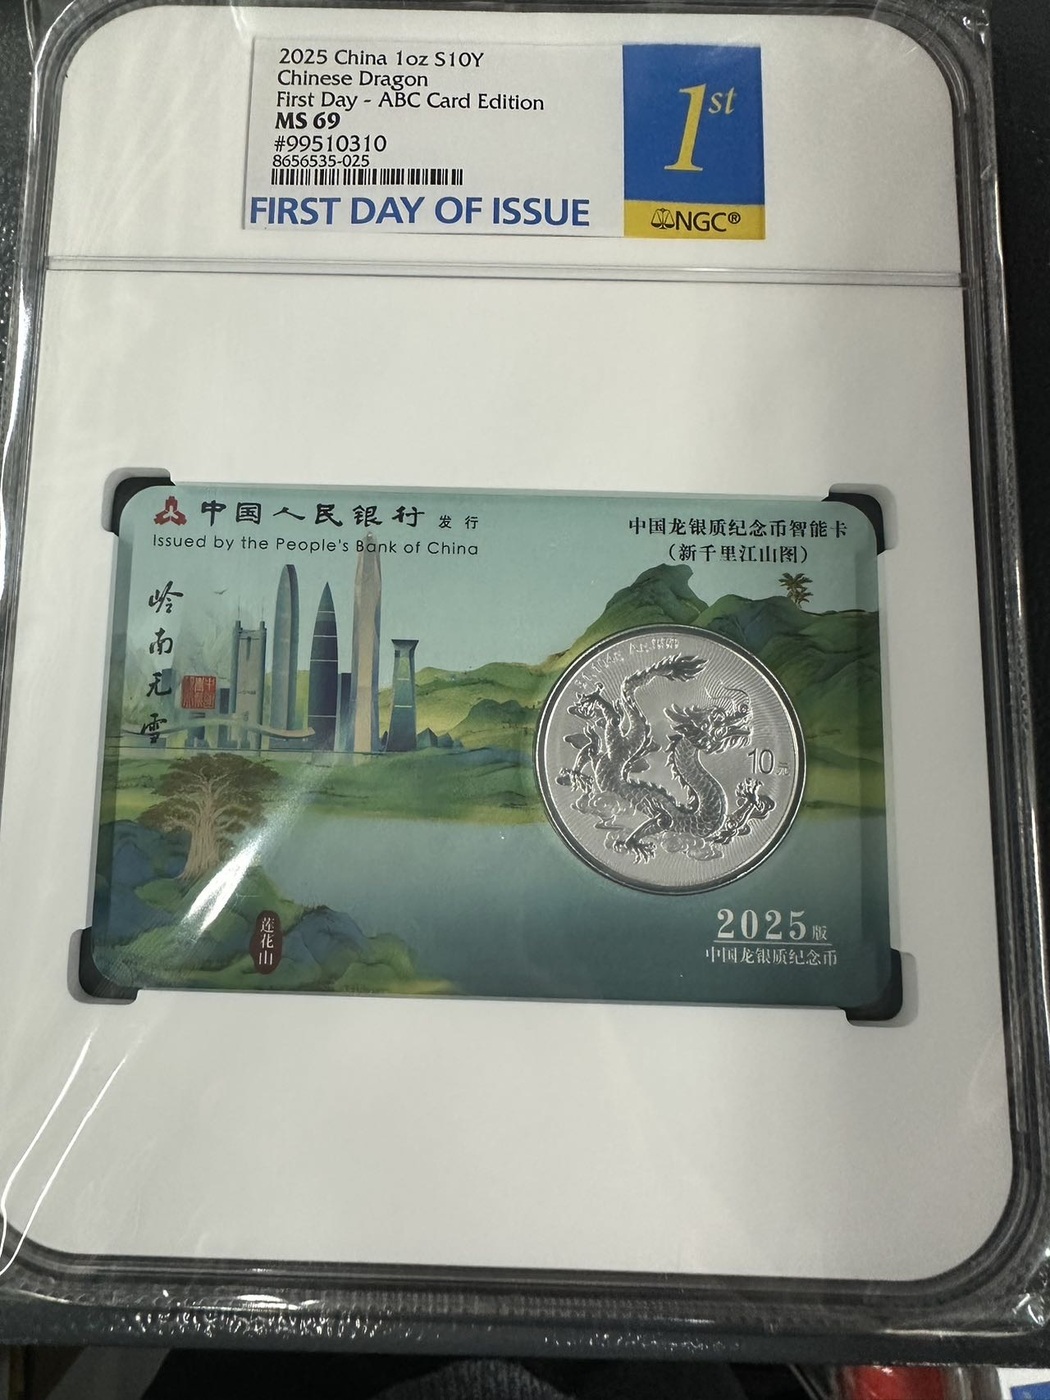 2025 China 1oz S10Y
Chinese Dragon
First Day - ABC Card Edition
MS 69
#99510310
8656535-025
FIRST DAY OF ISSUE
1st
NGC®
中国人民银行 发行
Issued by the People's Bank of China
中国龙银质纪念币智能卡
（新千里江山图）
岭南元雪
10元
莲花山
2025版
中国龙银质纪念币